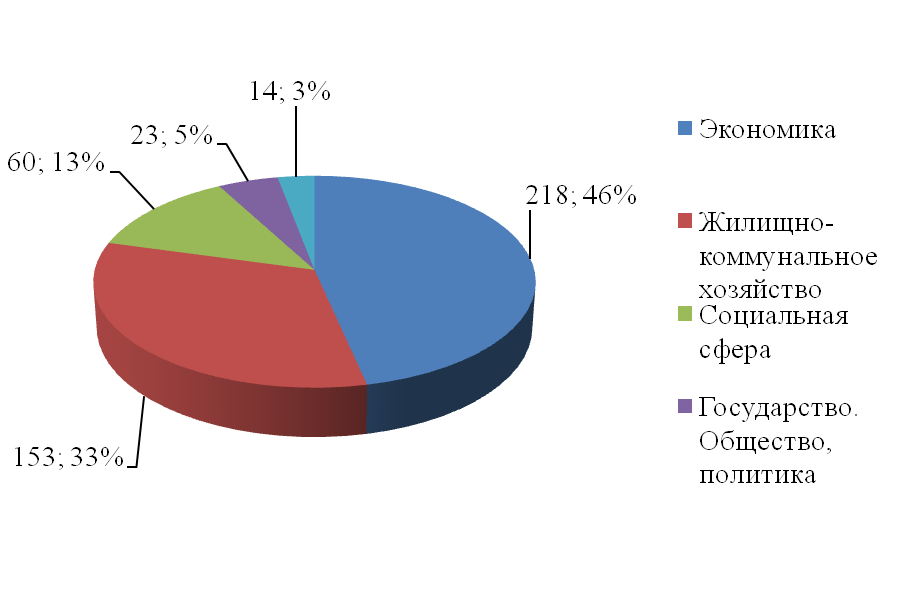 14; 3%
23; 5%
60; 13%
218; 46%
153; 33%
Экономика
Жилищно-
коммунальное
хозяйство
Социальная
сфера
Государство.
Общество,
политика